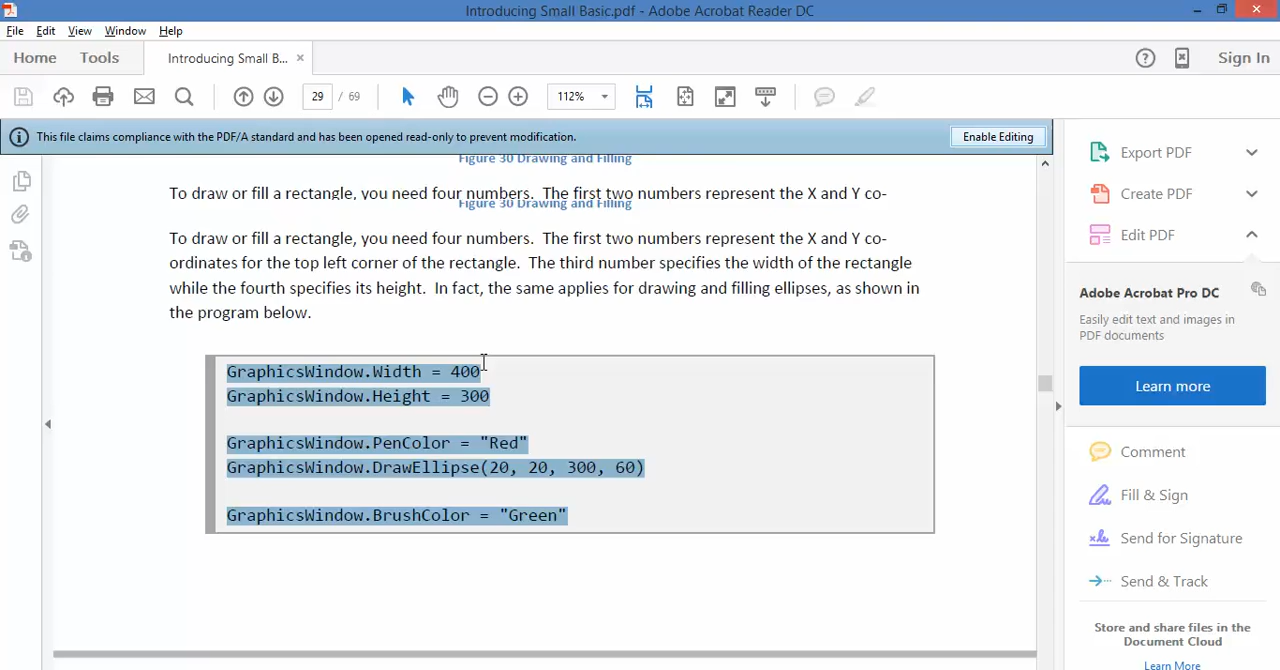 Introducing Small Basic.pdf - Adobe Acrobat Reader DC
File Edit View Window Help
Home Tools Introducing Small B... × Sign In
29 / 69 112%
This file claims compliance with the PDF/A standard and has been opened read-only to prevent modification. Enable Editing
Figure 30 Drawing and Filling
To draw or fill a rectangle, you need four numbers. The first two numbers represent the X and Y co-
Figure 30 Drawing and Filling
To draw or fill a rectangle, you need four numbers. The first two numbers represent the X and Y co-
ordinates for the top left corner of the rectangle. The third number specifies the width of the rectangle
while the fourth specifies its height. In fact, the same applies for drawing and filling ellipses, as shown in
the program below.
GraphicsWindow.Width = 400
GraphicsWindow.Height = 300
GraphicsWindow.PenColor = "Red"
GraphicsWindow.DrawEllipse(20, 20, 300, 60)
GraphicsWindow.BrushColor = "Green"
Export PDF
Create PDF
Edit PDF
Adobe Acrobat Pro DC
Easily edit text and images in
PDF documents
Learn more
Comment
Fill & Sign
Send for Signature
Send & Track
Store and share files in the
Document Cloud
Learn More